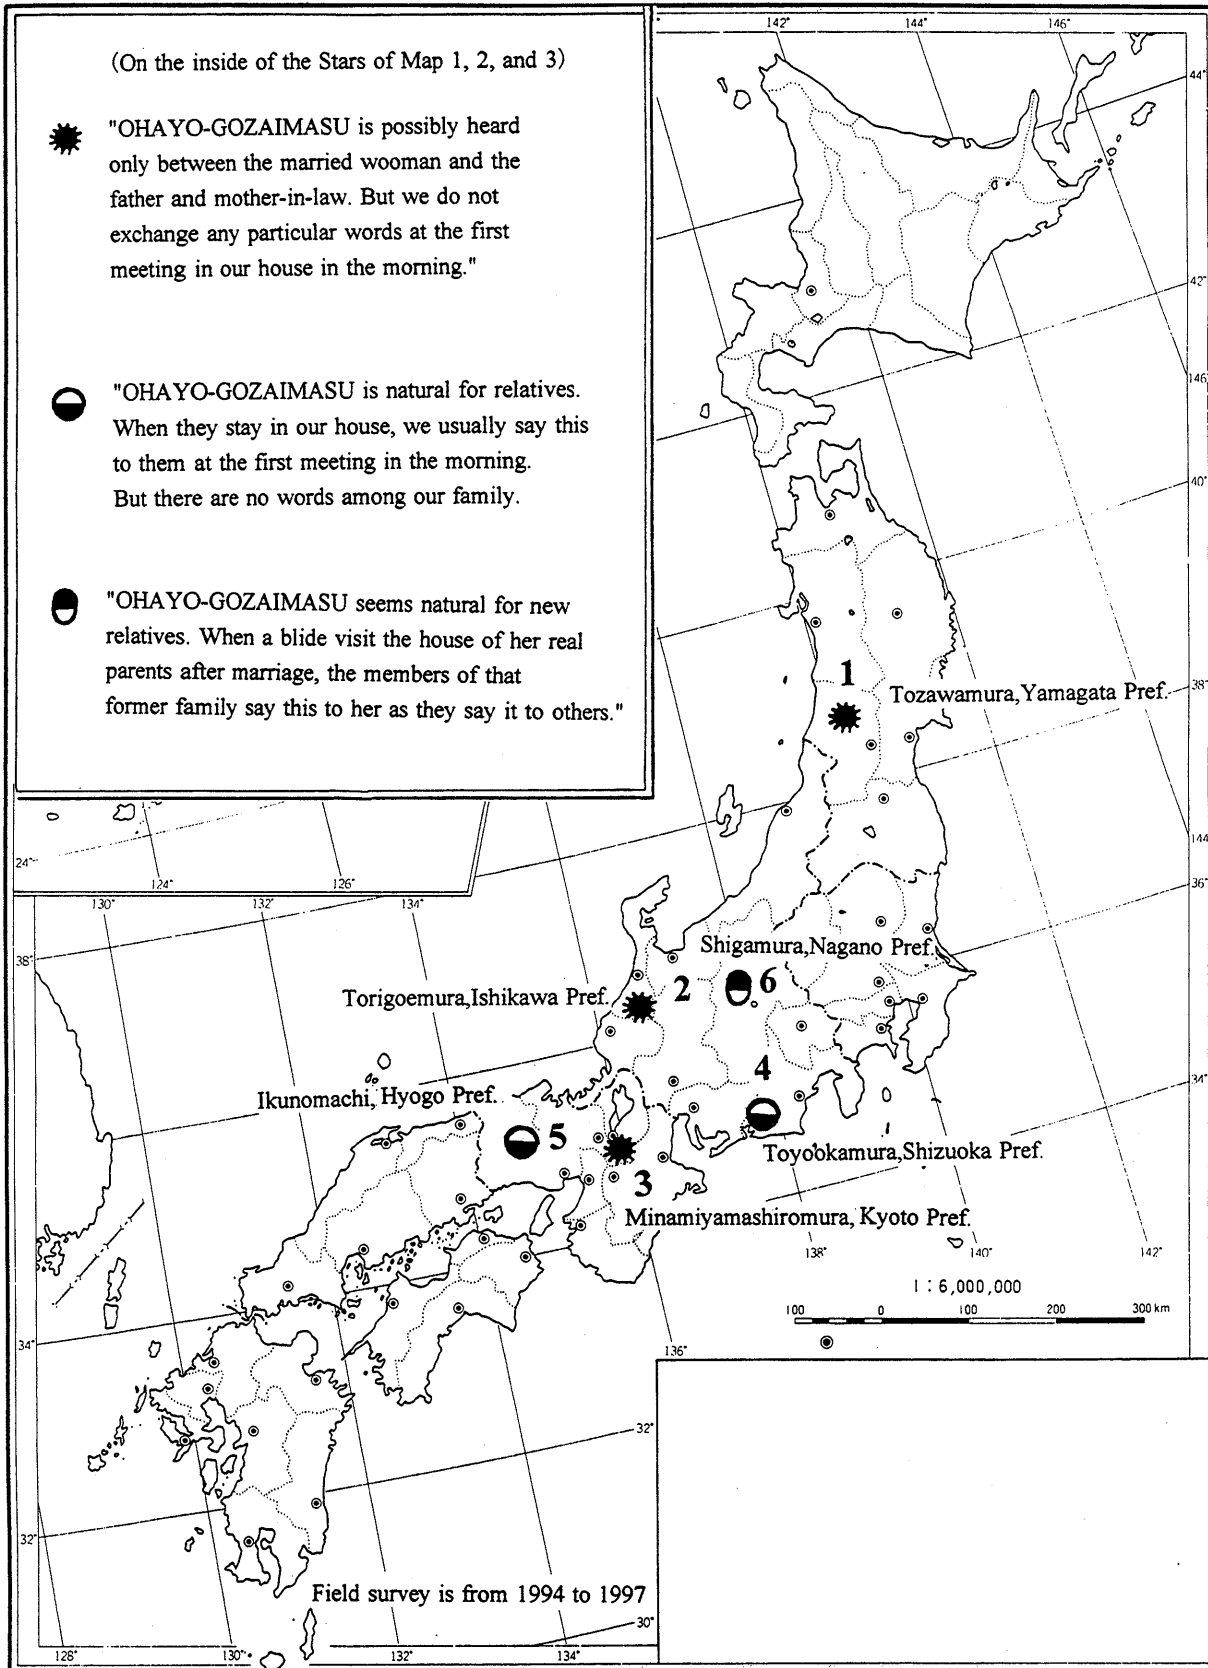 (On the inside of the Stars of Map 1, 2, and 3)
"OHAYO-GOZAIMASU is possibly heard
only between the married wooman and the
father and mother-in-law. But we do not
exchange any particular words at the first
meeting in our house in the morning."
"OHAYO-GOZAIMASU is natural for relatives.
When they stay in our house, we usually say this
to them at the first meeting in the morning.
But there are no words among our family.
"OHAYO-GOZAIMASU seems natural for new
relatives. When a blide visit the house of her real
parents after marriage, the members of that
former family say this to her as they say it to others."
142°
144°
146°
44°
42°
146°
40°
1
38°
Tozawamura,Yamagata Pref.
144°
24°
124°
126°
36°
130°
132°
134°
38°
Shigamura,Nagano Pref.
2
6
Torigoemura,Ishikawa Pref.
4
34°
Ikunomachi, Hyogo Pref.
5
Toyookamura,Shizuoka Pref.
3
Minamiyamashiromura, Kyoto Pref.
138°
140°
142°
1 : 6,000,000
100
0
100
200
300 km
34°
136°
32°
32°
Field survey is from 1994 to 1997
30°
128°
130°
132°
134°